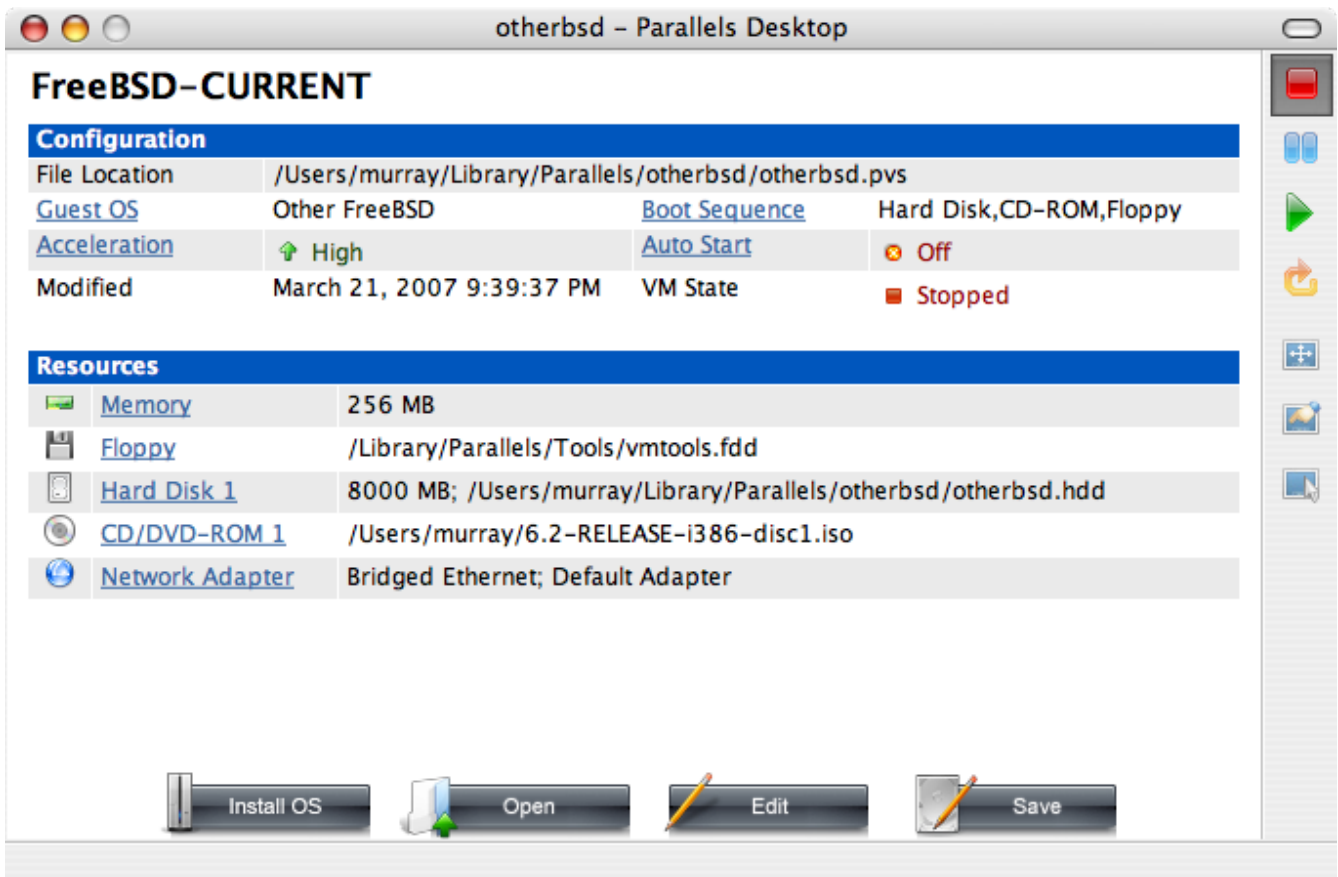 otherbsd – Parallels Desktop
FreeBSD-CURRENT
Configuration
File Location /Users/murray/Library/Parallels/otherbsd/otherbsd.pvs
Guest OS Other FreeBSD Boot Sequence Hard Disk,CD-ROM,Floppy
Acceleration High Auto Start Off
Modified March 21, 2007 9:39:37 PM VM State Stopped
Resources
Memory 256 MB
Floppy /Library/Parallels/Tools/vmtools.fdd
Hard Disk 1 8000 MB; /Users/murray/Library/Parallels/otherbsd/otherbsd.hdd
CD/DVD-ROM 1 /Users/murray/6.2-RELEASE-i386-disc1.iso
Network Adapter Bridged Ethernet; Default Adapter
Install OS Open Edit Save